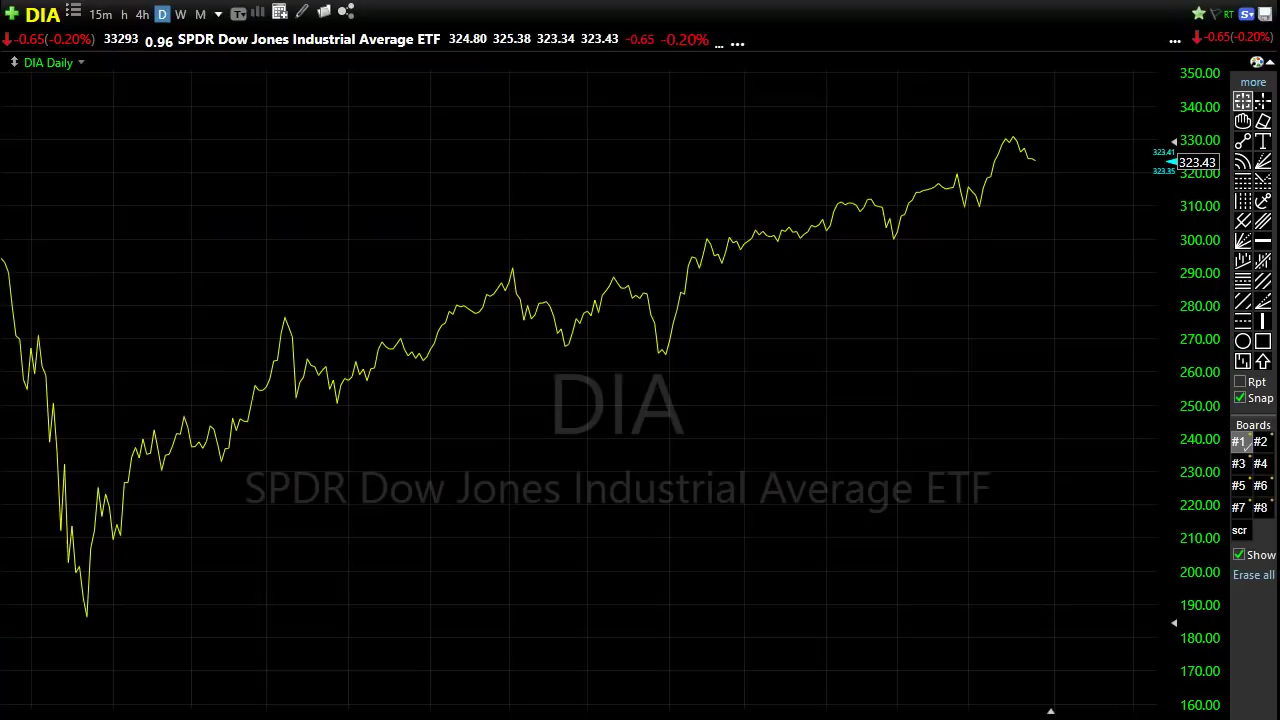 DIA 15m h 4h D W M T RT S
-0.65(-0.20%) 33293 0.96 SPDR Dow Jones Industrial Average ETF 324.80 325.38 323.34 323.43 -0.65 -0.20% ... ... ... -0.65(-0.20%)
DIA Daily
more
350.00
340.00
330.00
323.41
323.43
323.35
320.00
310.00
300.00
290.00
280.00
270.00
260.00
250.00
240.00
230.00
220.00
210.00
200.00
190.00
180.00
170.00
160.00
DIA
SPDR Dow Jones Industrial Average ETF
T
Rpt
Snap
Boards
#1 #2
#3 #4
#5 #6
#7 #8
scr
Show
Erase all